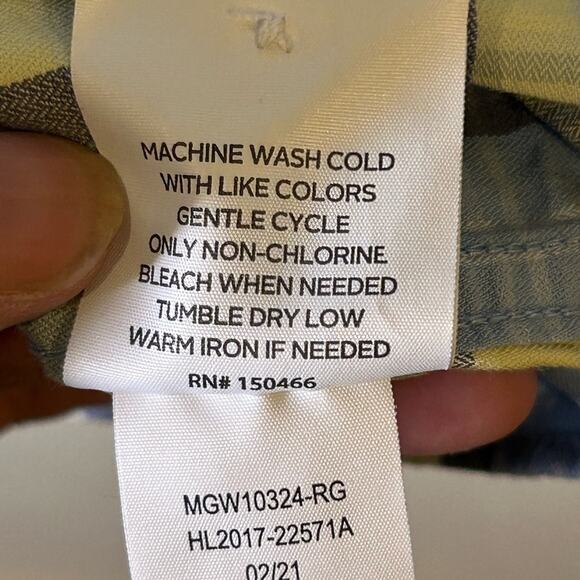 MACHINE WASH COLD
WITH LIKE COLORS
GENTLE CYCLE
ONLY NON-CHLORINE
BLEACH WHEN NEEDED
TUMBLE DRY LOW
WARM IRON IF NEEDED
RN# 150466
MGW10324-RG
HL2017-22571A
02/21